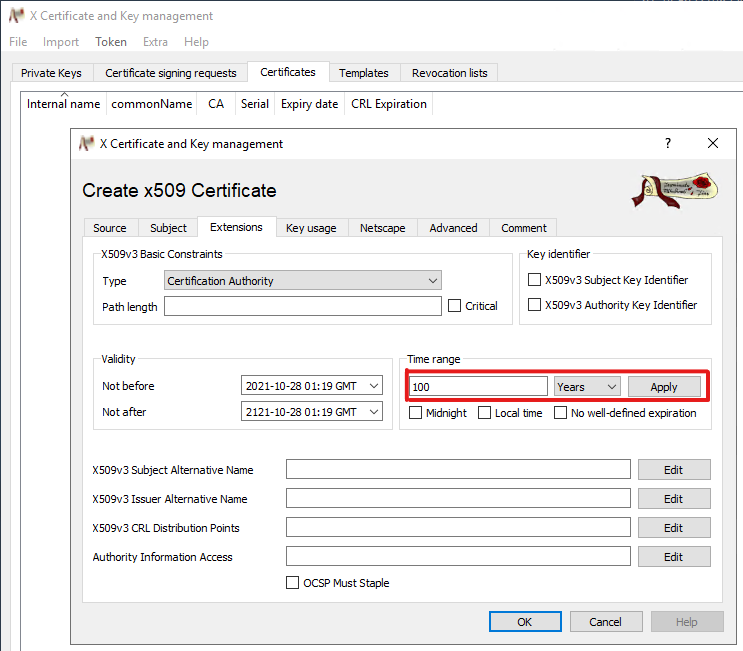 X Certificate and Key management
File Import Token Extra Help
Private Keys Certificate signing requests Certificates Templates Revocation lists
Internal name commonName CA Serial Expiry date CRL Expiration
X Certificate and Key management ?
Create x509 Certificate
Source Subject Extensions Key usage Netscape Advanced Comment
X509v3 Basic Constraints
Type Certification Authority
Path length Critical
Key identifier
X509v3 Subject Key Identifier
X509v3 Authority Key Identifier
Validity
Not before 2021-10-28 01:19 GMT
Not after 2121-10-28 01:19 GMT
Time range
100 Years Apply
Midnight Local time No well-defined expiration
X509v3 Subject Alternative Name Edit
X509v3 Issuer Alternative Name Edit
X509v3 CRL Distribution Points Edit
Authority Information Access Edit
OCSP Must Staple
OK Cancel Help